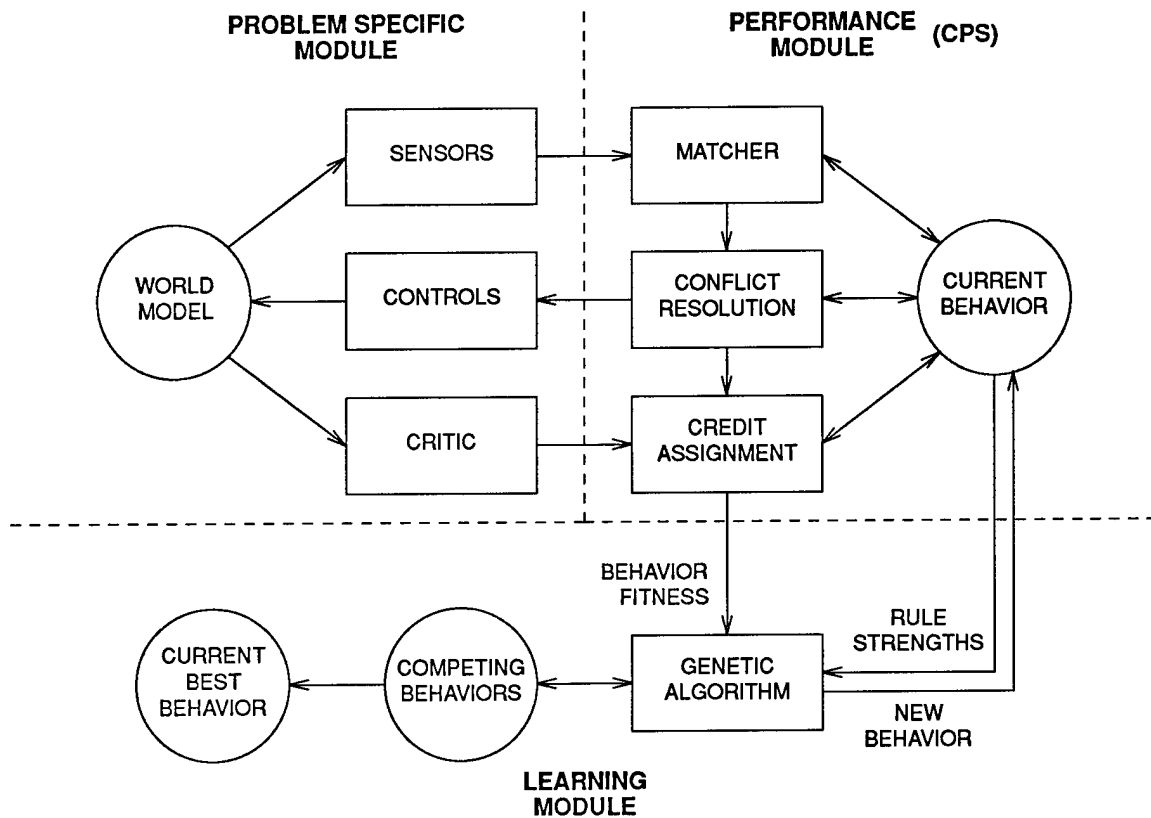 PROBLEM SPECIFIC
MODULE
PERFORMANCE
MODULE
(CPS)
SENSORS
MATCHER
WORLD
MODEL
CONTROLS
CONFLICT
RESOLUTION
CURRENT
BEHAVIOR
CRITIC
CREDIT
ASSIGNMENT
BEHAVIOR
FITNESS
RULE
STRENGTHS
CURRENT
BEST
BEHAVIOR
COMPETING
BEHAVIORS
GENETIC
ALGORITHM
NEW
BEHAVIOR
LEARNING
MODULE